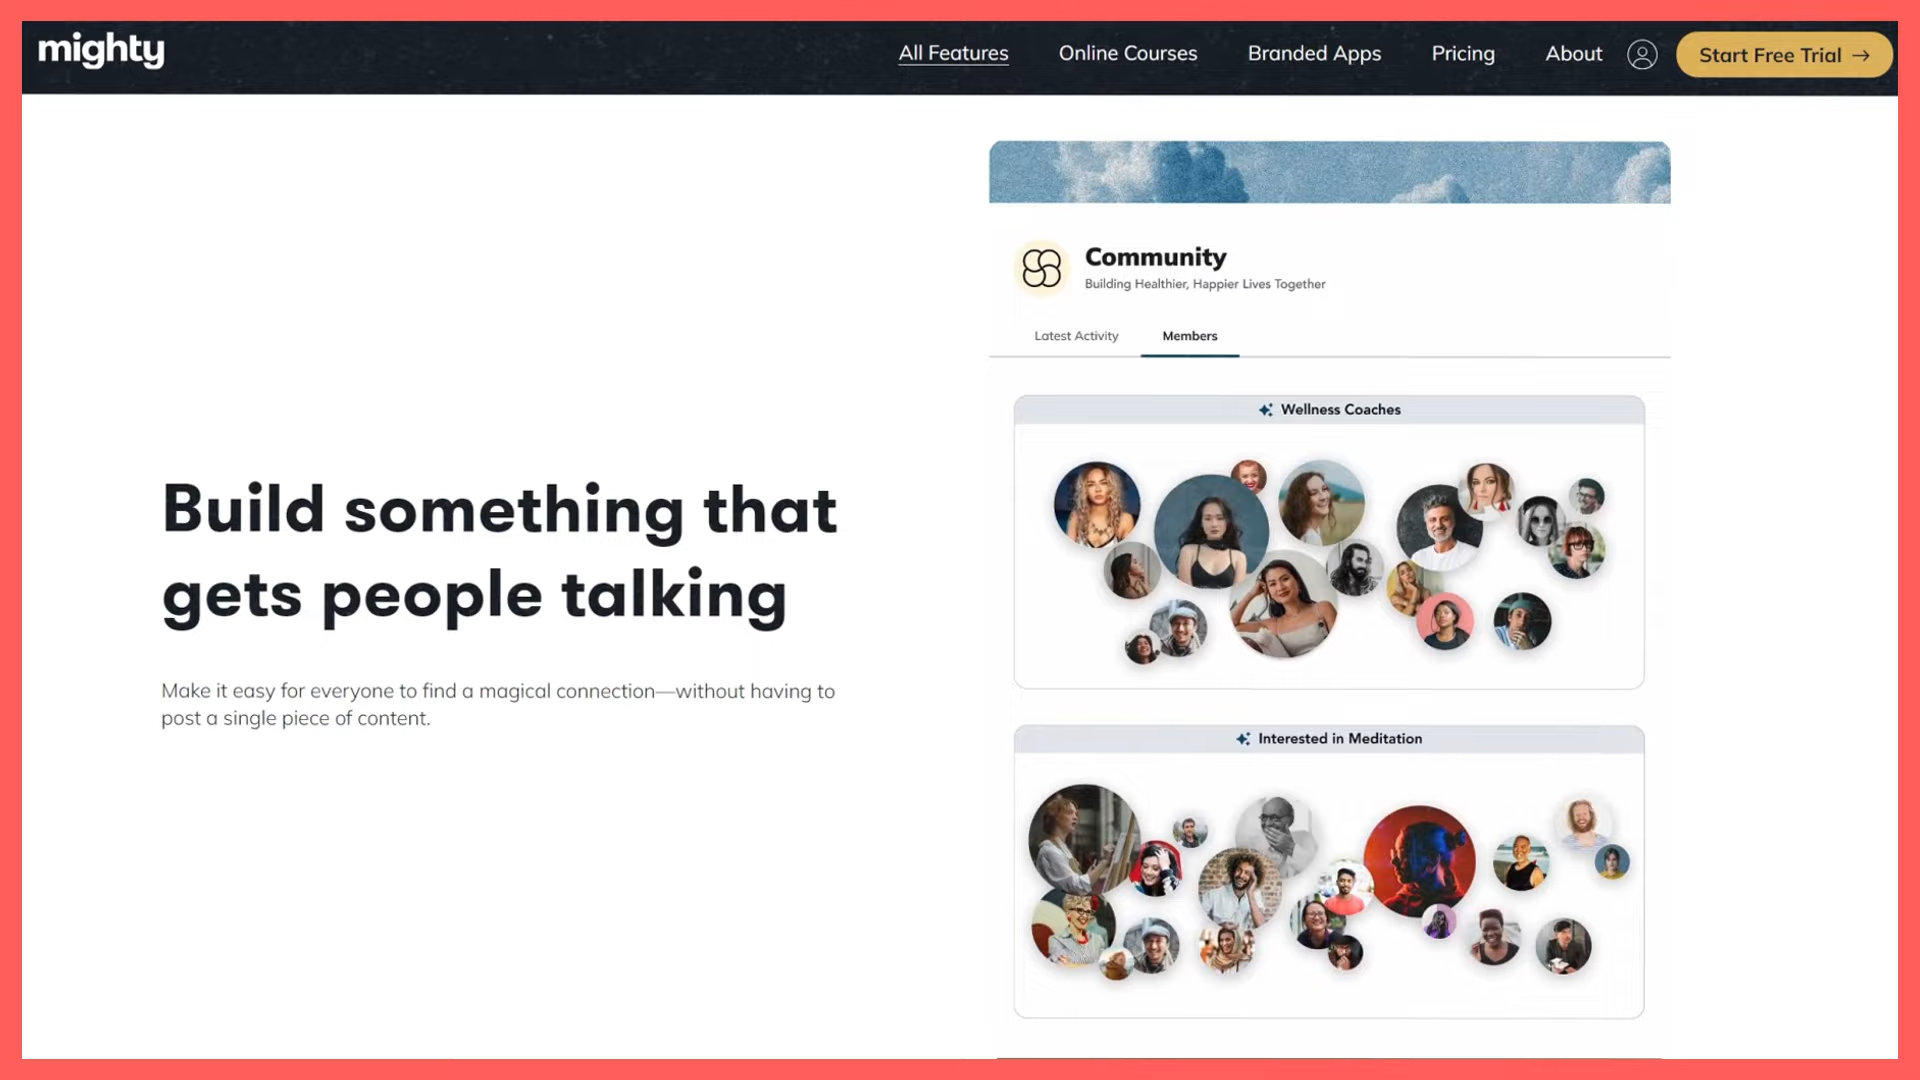 mighty
All Features
Online Courses
Branded Apps
Pricing
About
Start Free Trial →
Build something that
gets people talking
Make it easy for everyone to find a magical connection—without having to
post a single piece of content.
Community
Building Healthier, Happier Lives Together
Latest Activity
Members
Wellness Coaches
Interested in Meditation